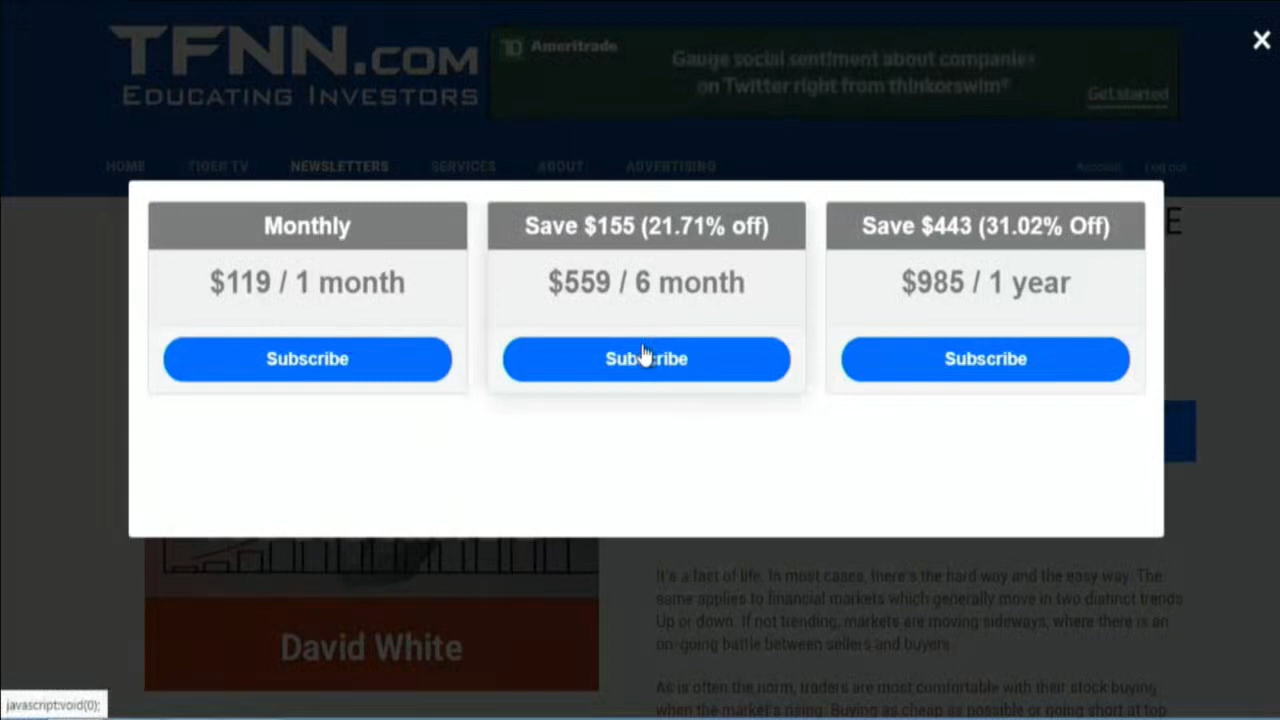 TFNN.COM
EDUCATING INVESTORS
TD Ameritrade
Gauge social sentiment about companies
on Twitter right from thinkorswim®
Get started
HOME TIGER TV NEWSLETTERS SERVICES ABOUT ADVERTISING Account Log out
Monthly
$119 / 1 month
Subscribe
Save $155 (21.71% off)
$559 / 6 month
Subscribe
Save $443 (31.02% Off)
$985 / 1 year
Subscribe
E
David White
It's a fact of life. In most cases, there's the hard way and the easy way. The
same applies to financial markets which generally move in two distinct trends
Up or down. If not trending, markets are moving sideways, where there is an
on-going battle between sellers and buyers.
As is often the norm, traders are most comfortable with their stock buying
when the market's rising. Buying as cheap as possible or going short at top
javascript:void(0);